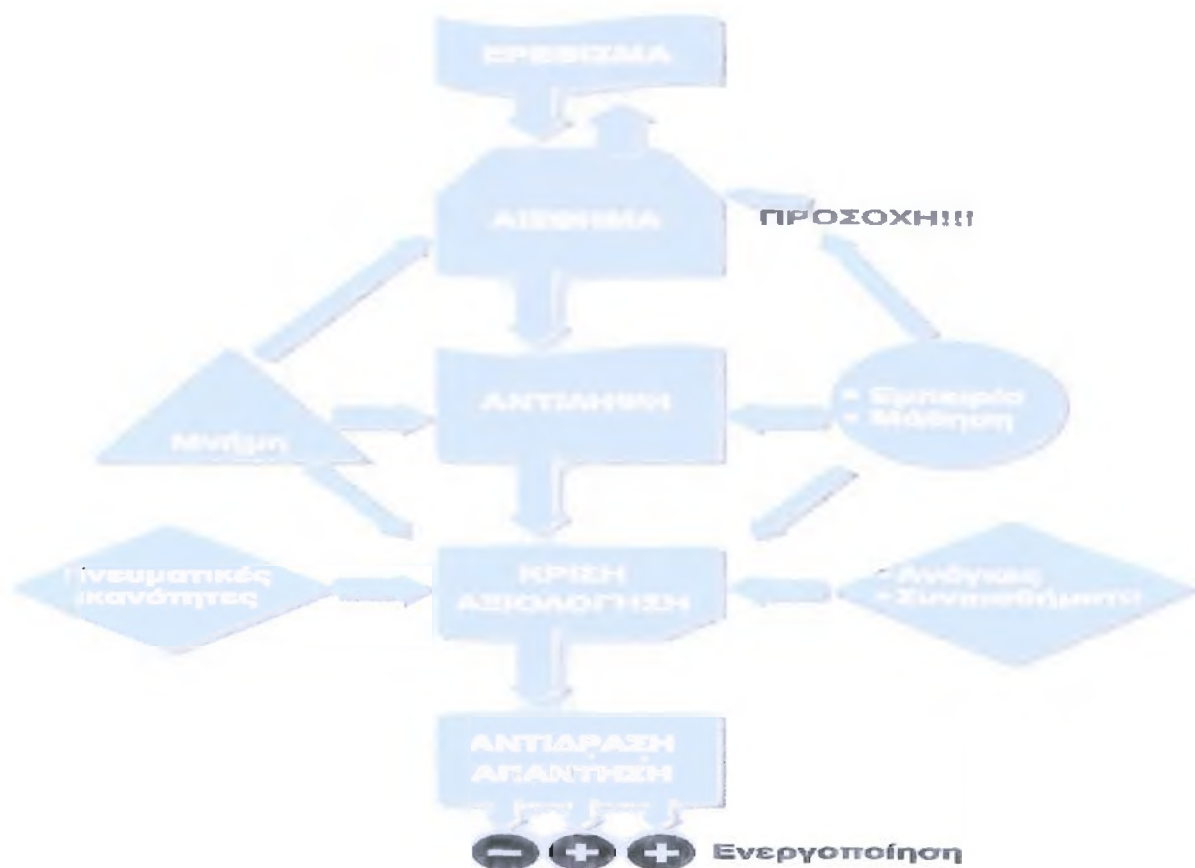 ΕΡΕΘΙΣΜΑ
ΑΙΣΘΗΜΑ
ΠΡΟΣΟΧΗ!!!
ΑΝΤΙΛΗΨΗ
• Εμπειρία
• Μάθηση
Μνήμη
Πνευματικές
ικανότητες
ΚΡΙΣΗ
ΑΞΙΟΛΟΓΗΣΗ
• Ανάγκες
• Συναισθήματα
ΑΝΤΙΔΡΑΣΗ
ΑΠΑΝΤΗΣΗ
− + + Ενεργοποίηση